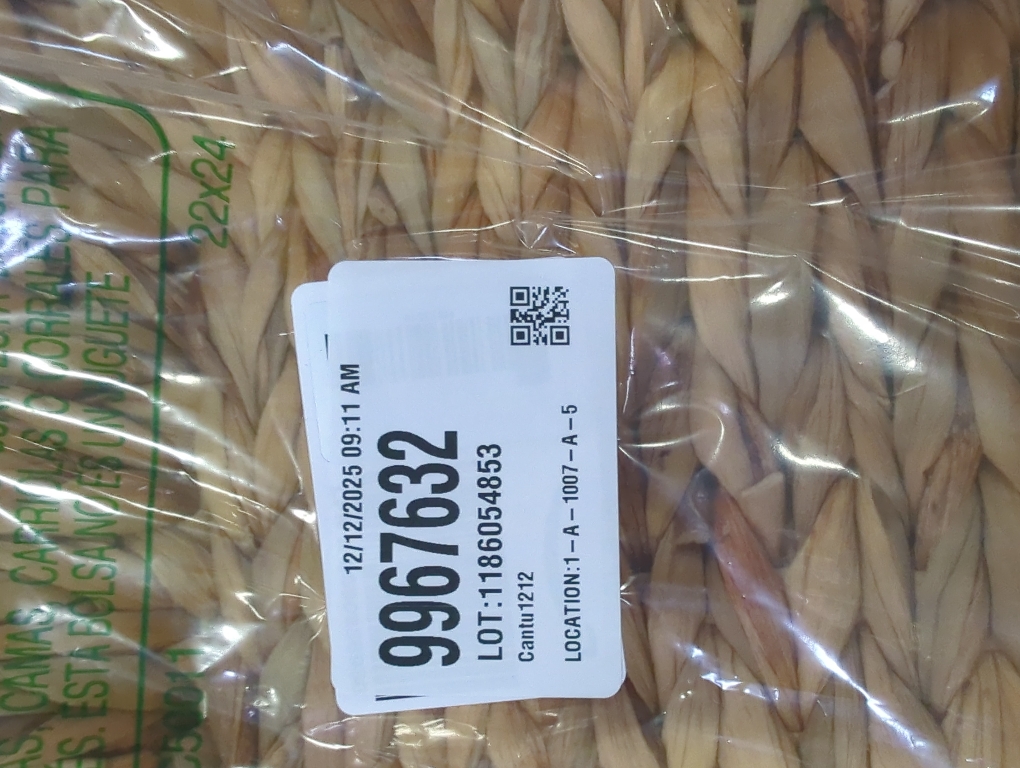 12/12/2025 09:11 AM
9967632
LOT:1186054853
Cantu1212
LOCATION:1-A-1007-A-5
CAMAS, CARRIOLAS O CORRALES PARA
ESTA BOLSA NO ES UN JUGUETE
22x24